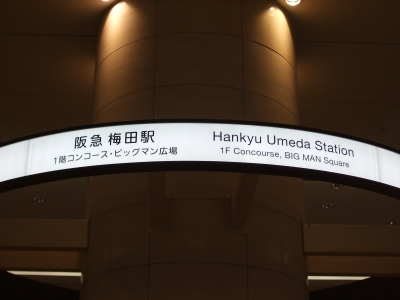 阪急 梅田駅
1階コンコース・ビッグマン広場
Hankyu Umeda Station
1F Concourse, BIG MAN Square